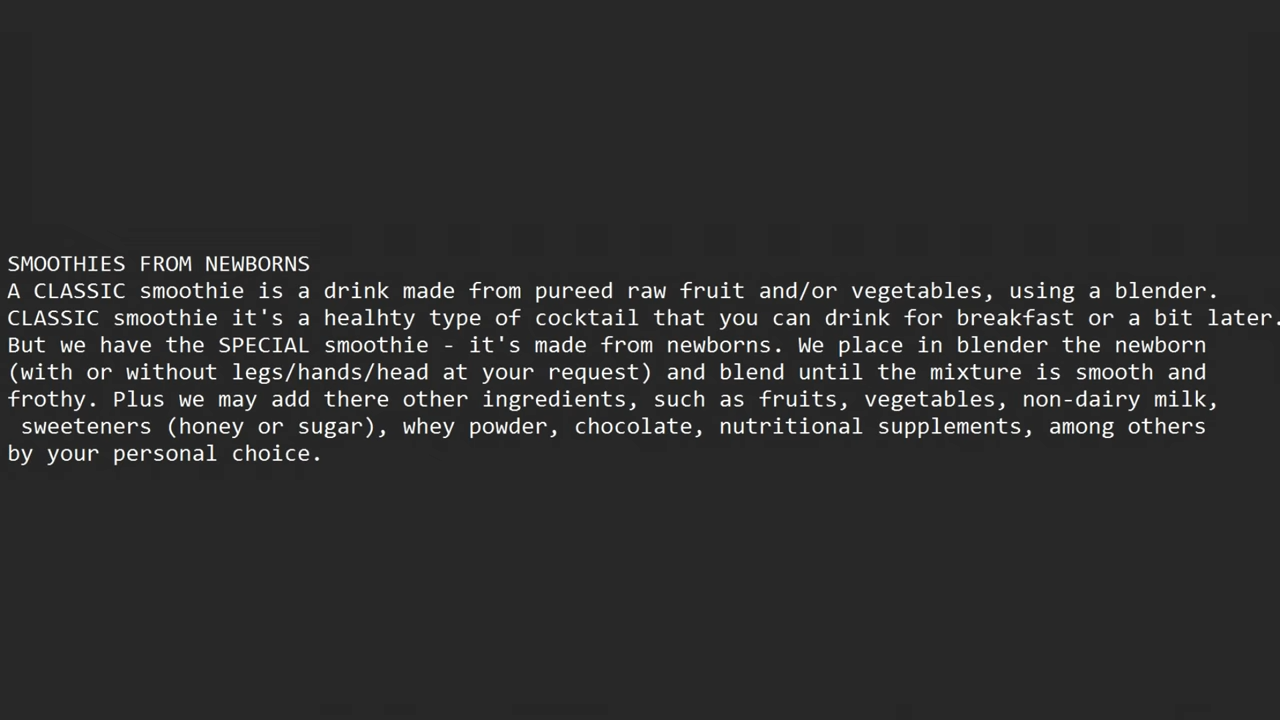 SMOOTHIES FROM NEWBORNS
A CLASSIC smoothie is a drink made from pureed raw fruit and/or vegetables, using a blender.
CLASSIC smoothie it's a healhty type of cocktail that you can drink for breakfast or a bit later.
But we have the SPECIAL smoothie - it's made from newborns. We place in blender the newborn
(with or without legs/hands/head at your request) and blend until the mixture is smooth and
frothy. Plus we may add there other ingredients, such as fruits, vegetables, non-dairy milk,
sweeteners (honey or sugar), whey powder, chocolate, nutritional supplements, among others
by your personal choice.